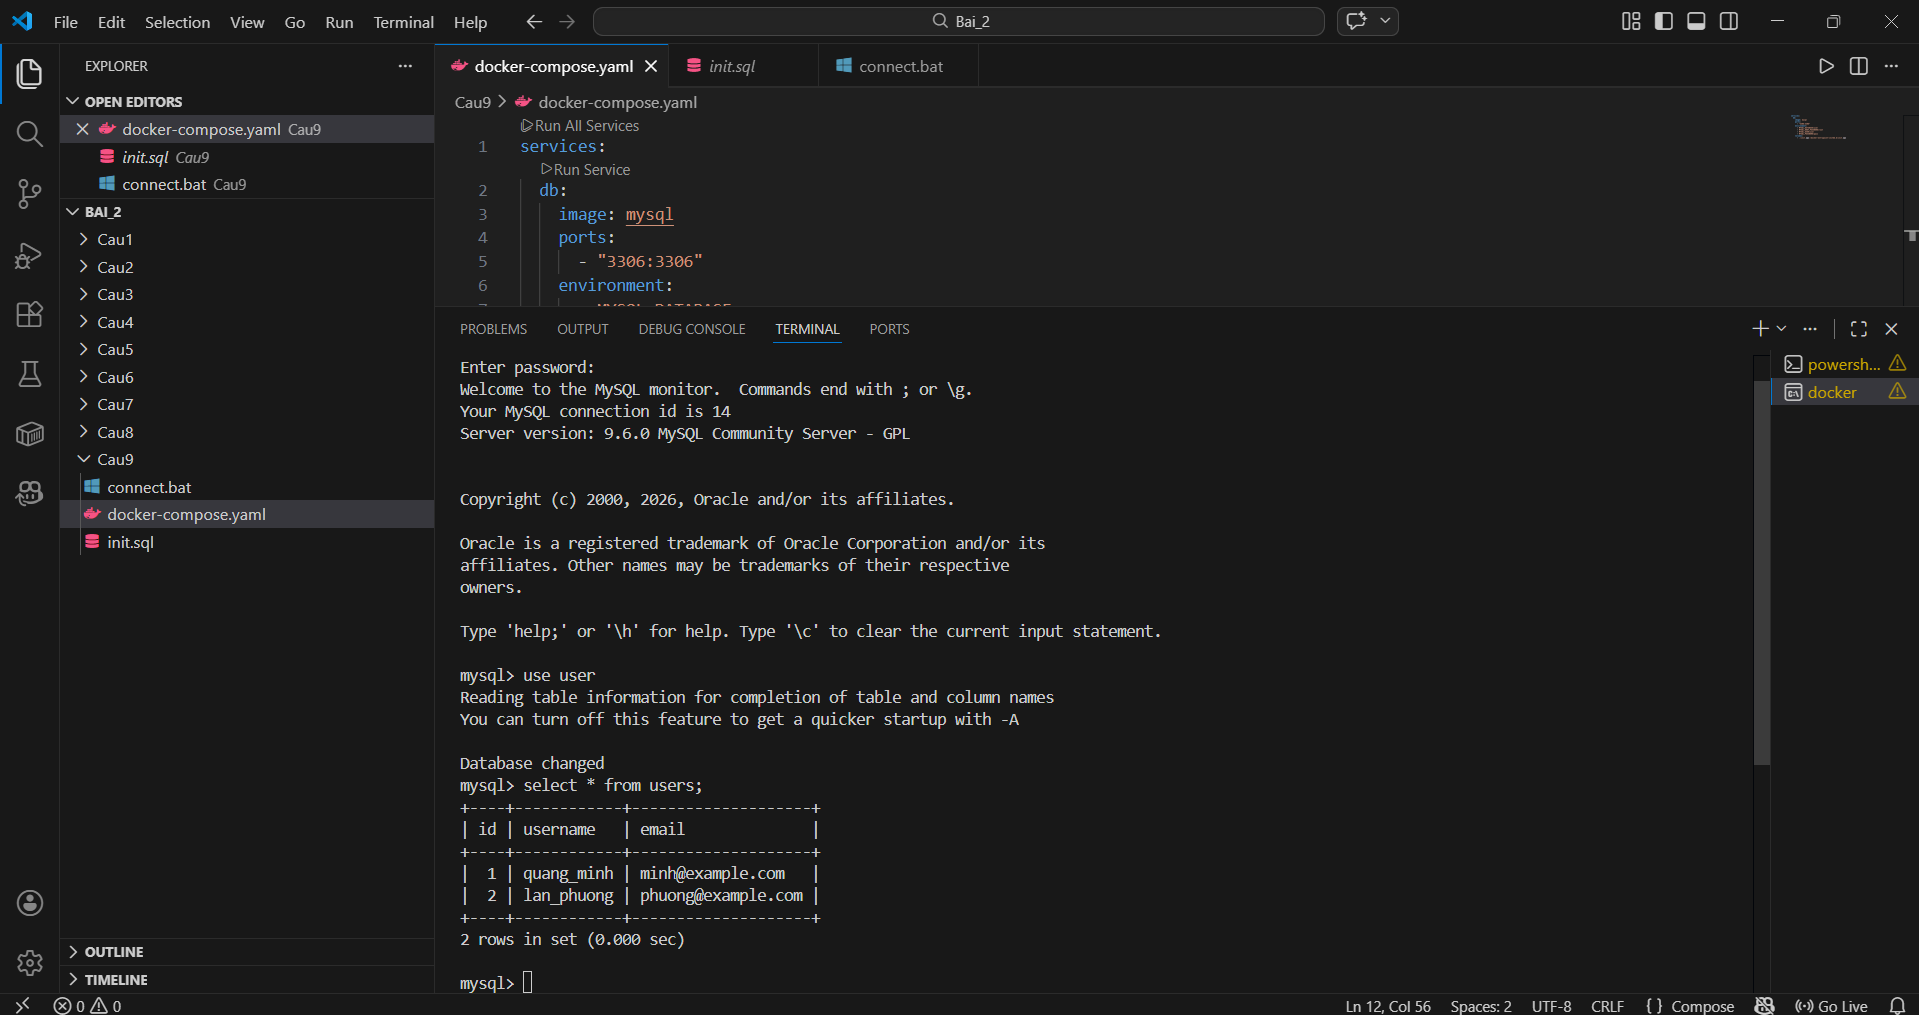 File Edit Selection View Go Run Terminal Help
Bai_2
EXPLORER
OPEN EDITORS
docker-compose.yaml Cau9
init.sql Cau9
connect.bat Cau9
BAI_2
Cau1
Cau2
Cau3
Cau4
Cau5
Cau6
Cau7
Cau8
Cau9
connect.bat
docker-compose.yaml
init.sql
OUTLINE
TIMELINE
docker-compose.yaml
init.sql
connect.bat
Cau9 > docker-compose.yaml
Run All Services
1 services:
Run Service
2 db:
3 image: mysql
4 ports:
5 - "3306:3306"
6 environment:
7 MYSQL_DATABASE
PROBLEMS OUTPUT DEBUG CONSOLE TERMINAL PORTS
Enter password:
Welcome to the MySQL monitor.  Commands end with ; or \g.
Your MySQL connection id is 14
Server version: 9.6.0 MySQL Community Server - GPL
Copyright (c) 2000, 2026, Oracle and/or its affiliates.
Oracle is a registered trademark of Oracle Corporation and/or its
affiliates. Other names may be trademarks of their respective
owners.
Type 'help;' or '\h' for help. Type '\c' to clear the current input statement.
mysql> use user
Reading table information for completion of table and column names
You can turn off this feature to get a quicker startup with -A
Database changed
mysql> select * from users;
+----+------------+--------------------+
| id | username   | email              |
+----+------------+--------------------+
|  1 | quang_minh | minh@example.com   |
|  2 | lan_phuong | phuong@example.com |
+----+------------+--------------------+
2 rows in set (0.000 sec)
mysql>
powersh...
docker
0 0
Ln 12, Col 56 Spaces: 2 UTF-8 CRLF { } Compose Go Live